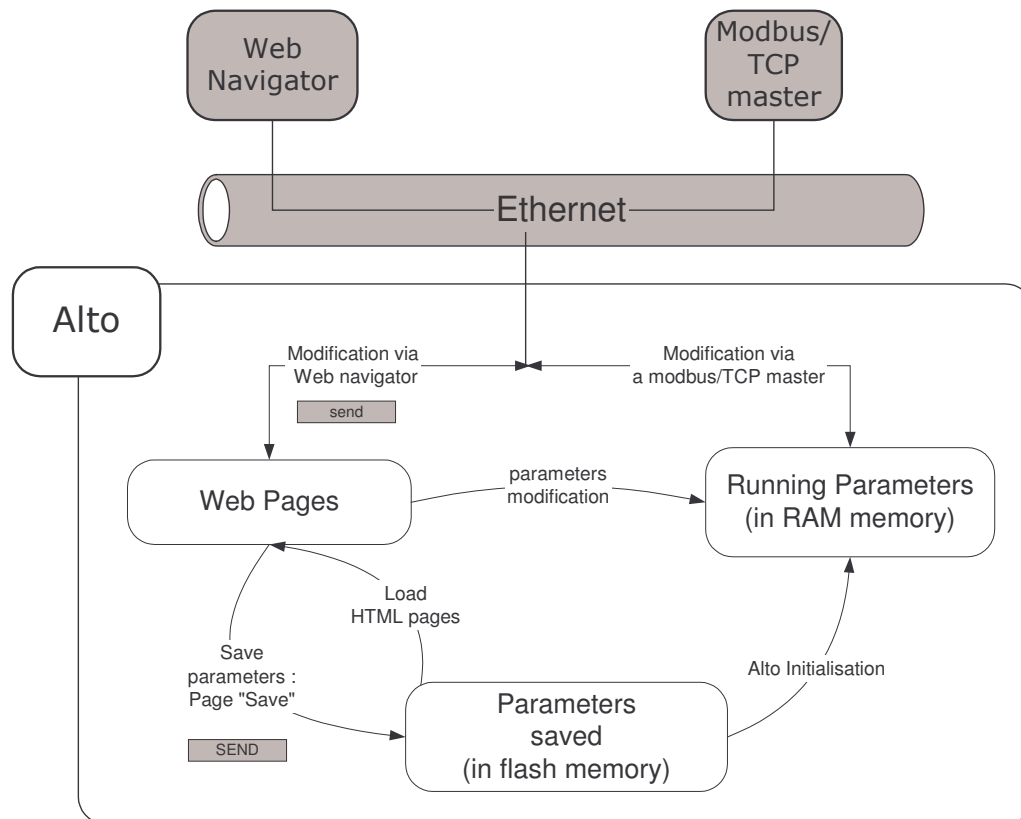 Web
Navigator
Modbus/
TCP
master
Ethernet
Alto
Modification via
Web navigator
send
Modification via
a modbus/TCP master
Web Pages
parameters
modification
Running Parameters
(in RAM memory)
Load
HTML pages
Save
parameters :
Page "Save"
SEND
Alto Initialisation
Parameters
saved
(in flash memory)